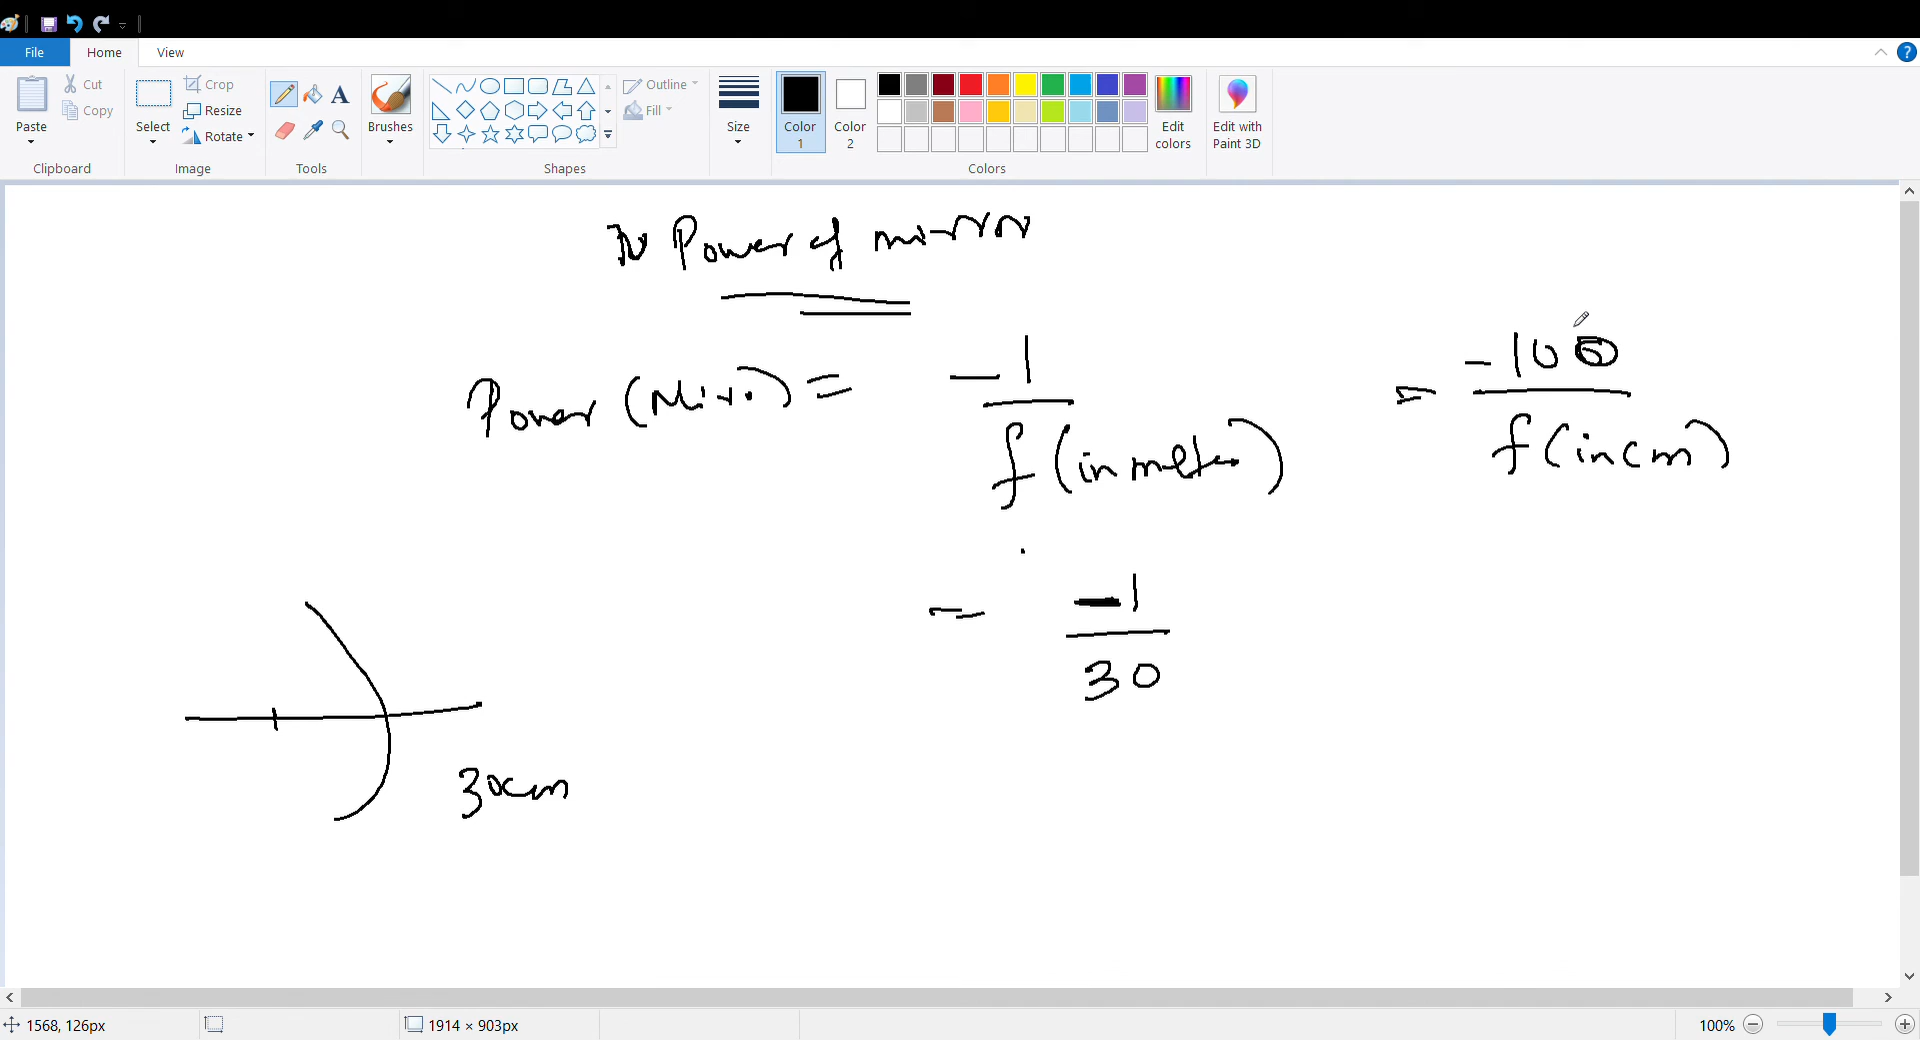 File Home View
Paste Cut Copy Clipboard
Select Crop Resize Rotate Image
Tools
Brushes
Shapes
Outline Fill
Size
Color 1 Color 2 Edit colors Colors
Edit with Paint 3D
Power of
Power ( ) = -1 / f (in meter) = -100 / f (in cm)
= -1 / 30
30cm
1568, 126px 1914 × 903px 100%